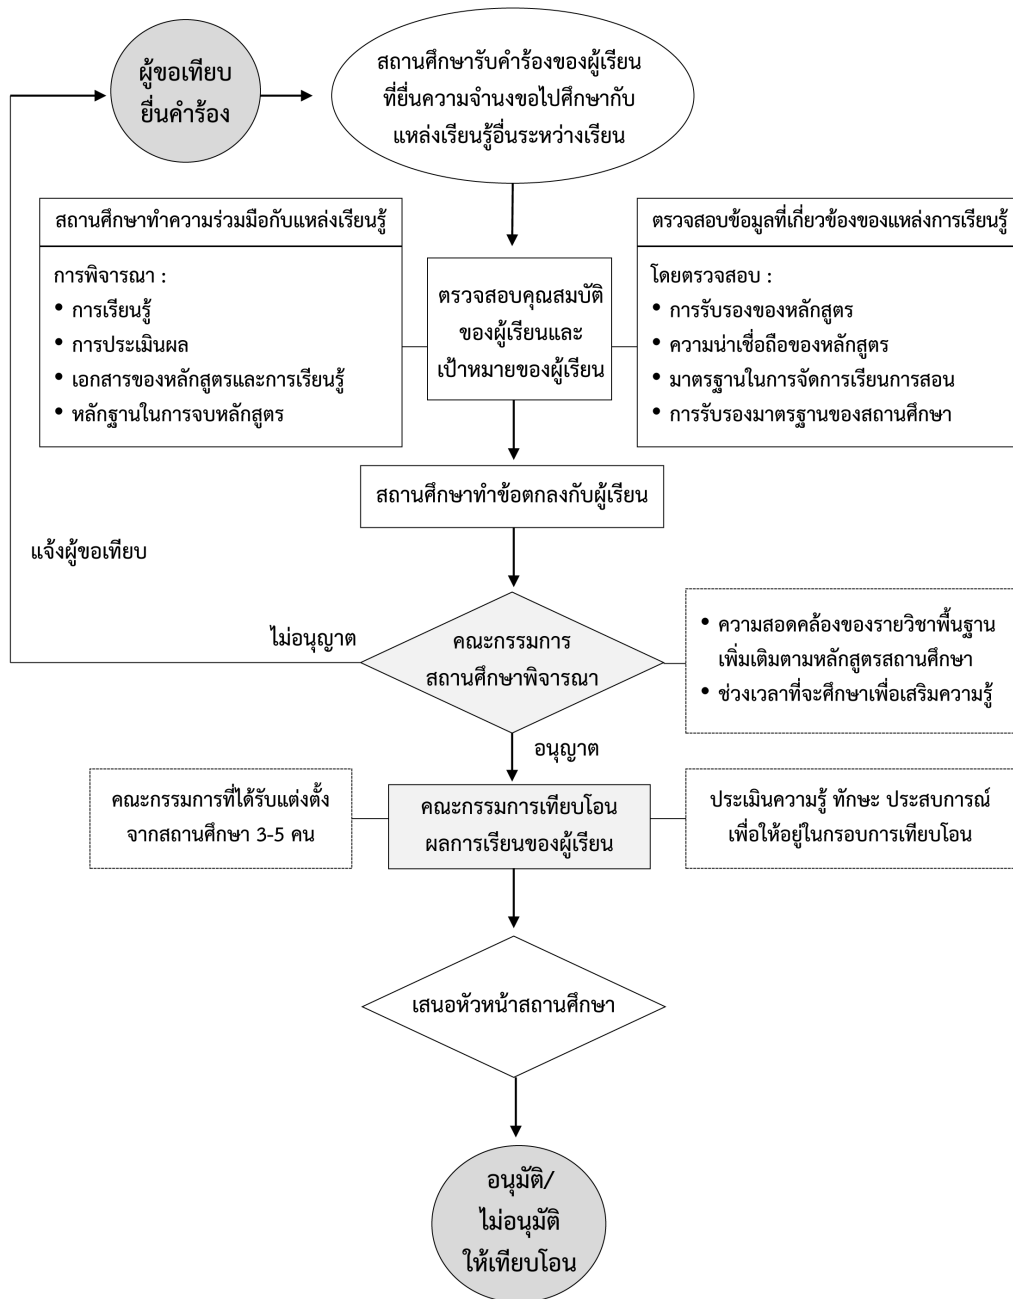 ผู้ขอเทียบ
ยื่นคำร้อง
สถานศึกษารับคำร้องของผู้เรียน
ที่ยื่นความจำนงขอไปศึกษากับ
แหล่งเรียนรู้อื่นระหว่างเรียน
สถานศึกษาทำความร่วมมือกับแหล่งเรียนรู้
การพิจารณา :
• การเรียนรู้
• การประเมินผล
• เอกสารของหลักสูตรและการเรียนรู้
• หลักฐานในการจบหลักสูตร
ตรวจสอบคุณสมบัติ
ของผู้เรียนและ
เป้าหมายของผู้เรียน
ตรวจสอบข้อมูลที่เกี่ยวข้องของแหล่งการเรียนรู้
โดยตรวจสอบ :
• การรับรองของหลักสูตร
• ความน่าเชื่อถือของหลักสูตร
• มาตรฐานในการจัดการเรียนการสอน
• การรับรองมาตรฐานของสถานศึกษา
สถานศึกษาทำข้อตกลงกับผู้เรียน
แจ้งผู้ขอเทียบ
ไม่อนุญาต
คณะกรรมการ
สถานศึกษาพิจารณา
• ความสอดคล้องของรายวิชาพื้นฐาน
เพิ่มเติมตามหลักสูตรสถานศึกษา
• ช่วงเวลาที่จะศึกษาเพื่อเสริมความรู้
อนุญาต
คณะกรรมการที่ได้รับแต่งตั้ง
จากสถานศึกษา 3-5 คน
คณะกรรมการเทียบโอน
ผลการเรียนของผู้เรียน
ประเมินความรู้ ทักษะ ประสบการณ์
เพื่อให้อยู่ในกรอบการเทียบโอน
เสนอหัวหน้าสถานศึกษา
อนุมัติ/
ไม่อนุมัติ
ให้เทียบโอน